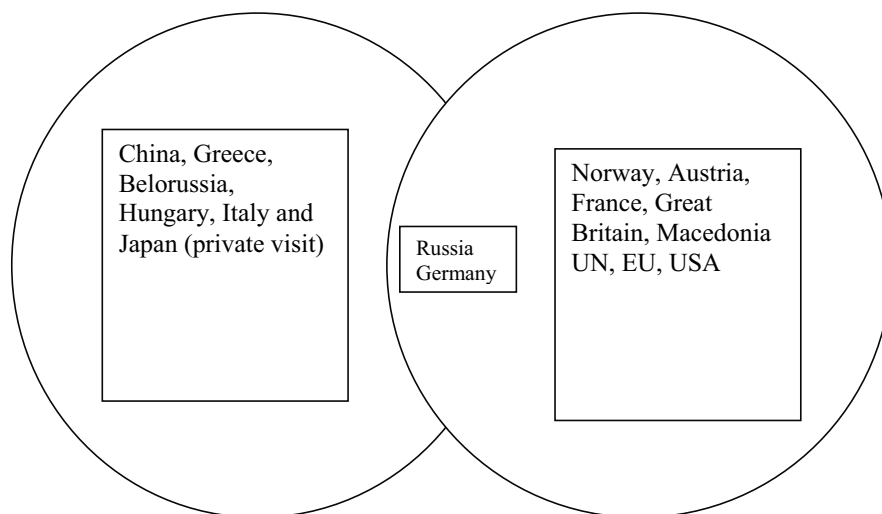 China, Greece,
Belorussia,
Hungary, Italy and
Japan (private visit)
Russia
Germany
Norway, Austria,
France, Great
Britain, Macedonia
UN, EU, USA